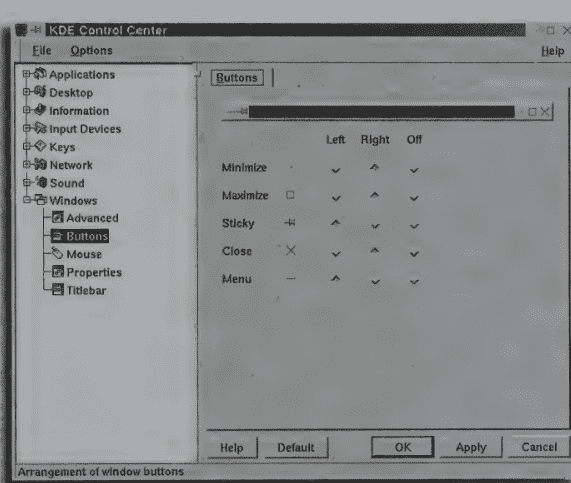 KDE Control Center
File Options Help
Applications
Desktop
Information
Input Devices
Keys
Network
Sound
Windows
Advanced
Buttons
Mouse
Properties
Titlebar
Buttons
Left Right Off
Minimize
Maximize
Sticky
Close
Menu
Help Default OK Apply Cancel
Arrangement of window buttons